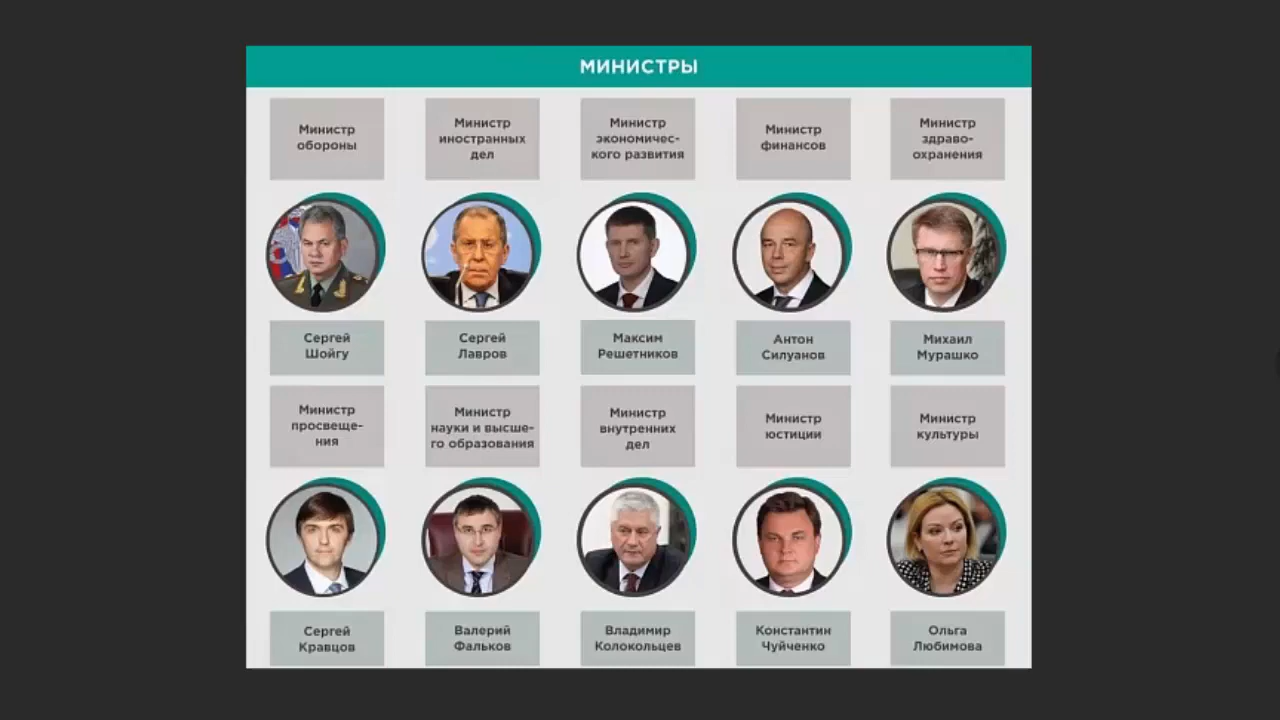 МИНИСТРЫ
Министр
обороны
Министр
иностранных
дел
Министр
экономичес-
кого развития
Министр
финансов
Министр
здраво-
охранения
Сергей
Шойгу
Сергей
Лавров
Максим
Решетников
Антон
Силуанов
Михаил
Мурашко
Министр
просвеще-
ния
Министр
науки и высше-
го образования
Министр
внутренних
дел
Министр
юстиции
Министр
культуры
Сергей
Кравцов
Валерий
Фальков
Владимир
Колокольцев
Константин
Чуйченко
Ольга
Любимова